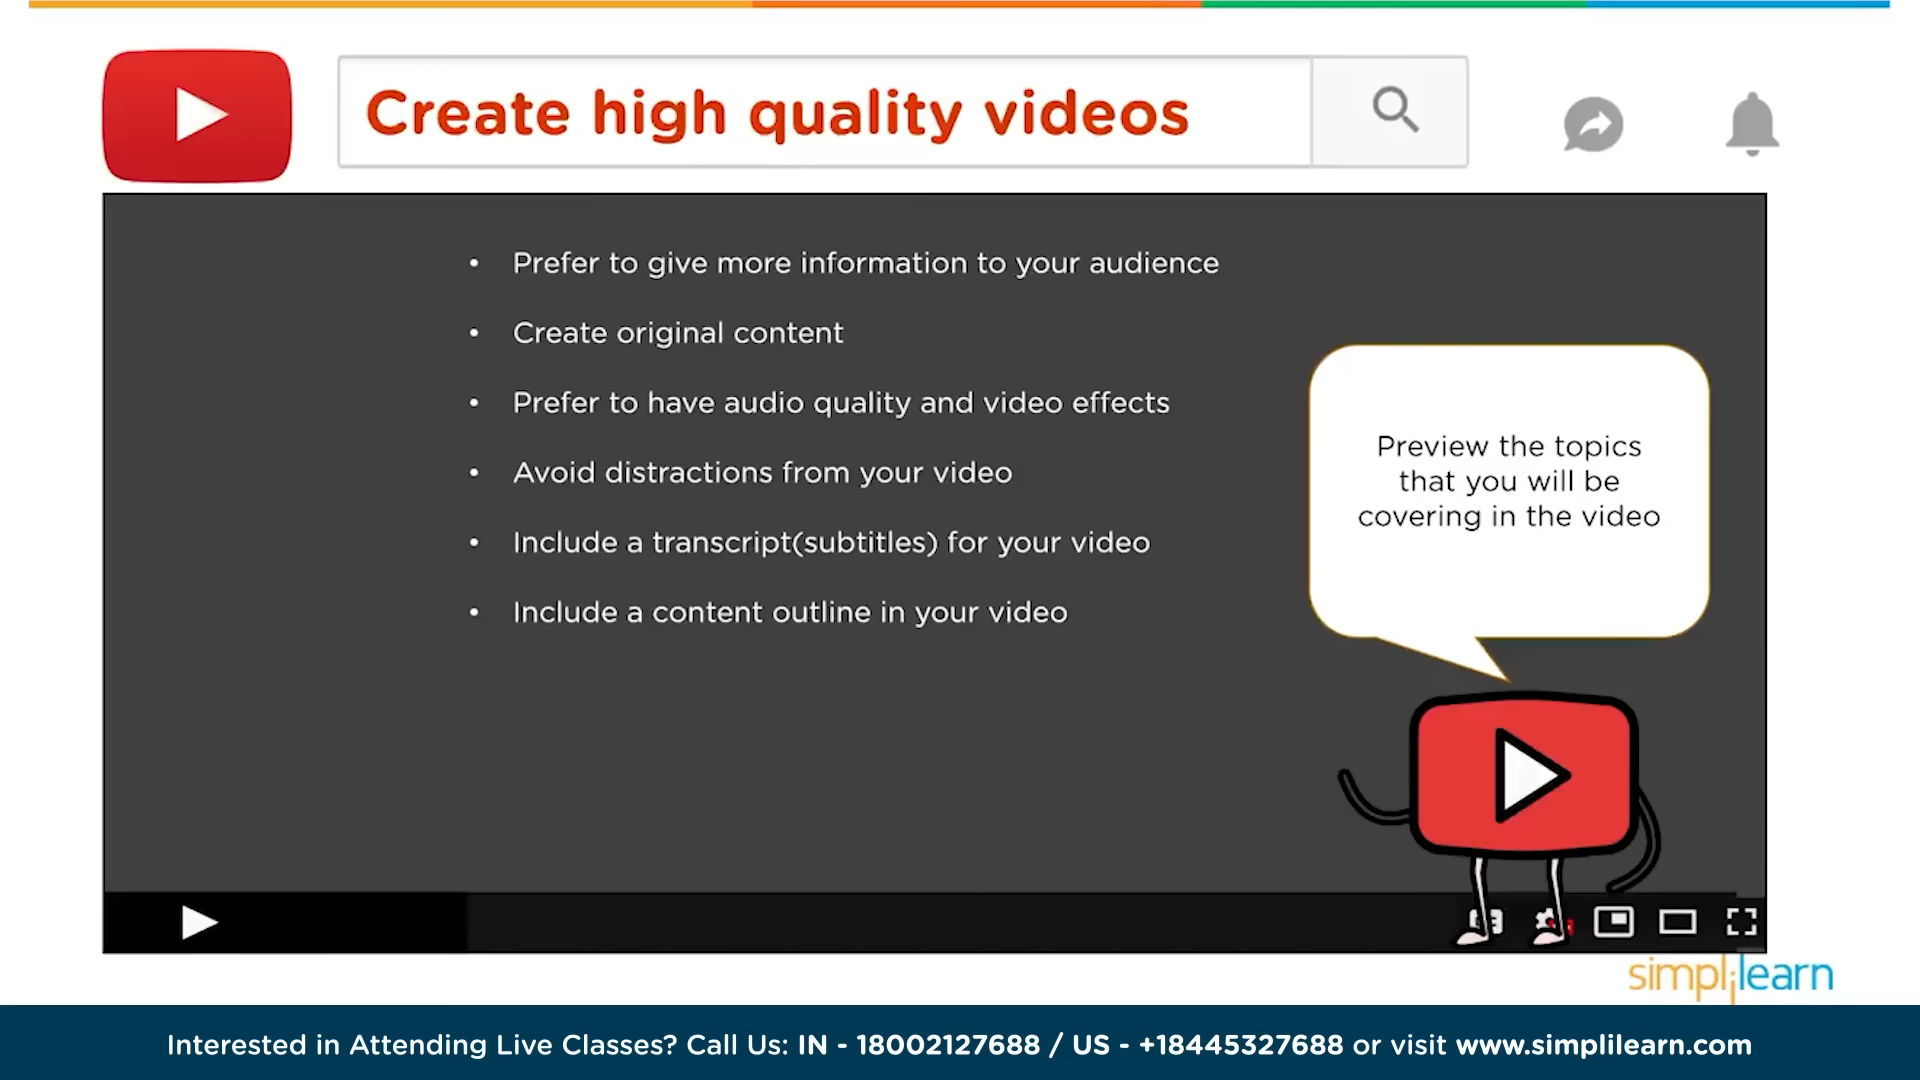 Create high quality videos
• Prefer to give more information to your audience
• Create original content
• Prefer to have audio quality and video effects
• Avoid distractions from your video
• Include a transcript(subtitles) for your video
• Include a content outline in your video
Preview the topics
that you will be
covering in the video
simplilearn
Interested in Attending Live Classes? Call Us: IN - 18002127688 / US - +18445327688 or visit www.simplilearn.com